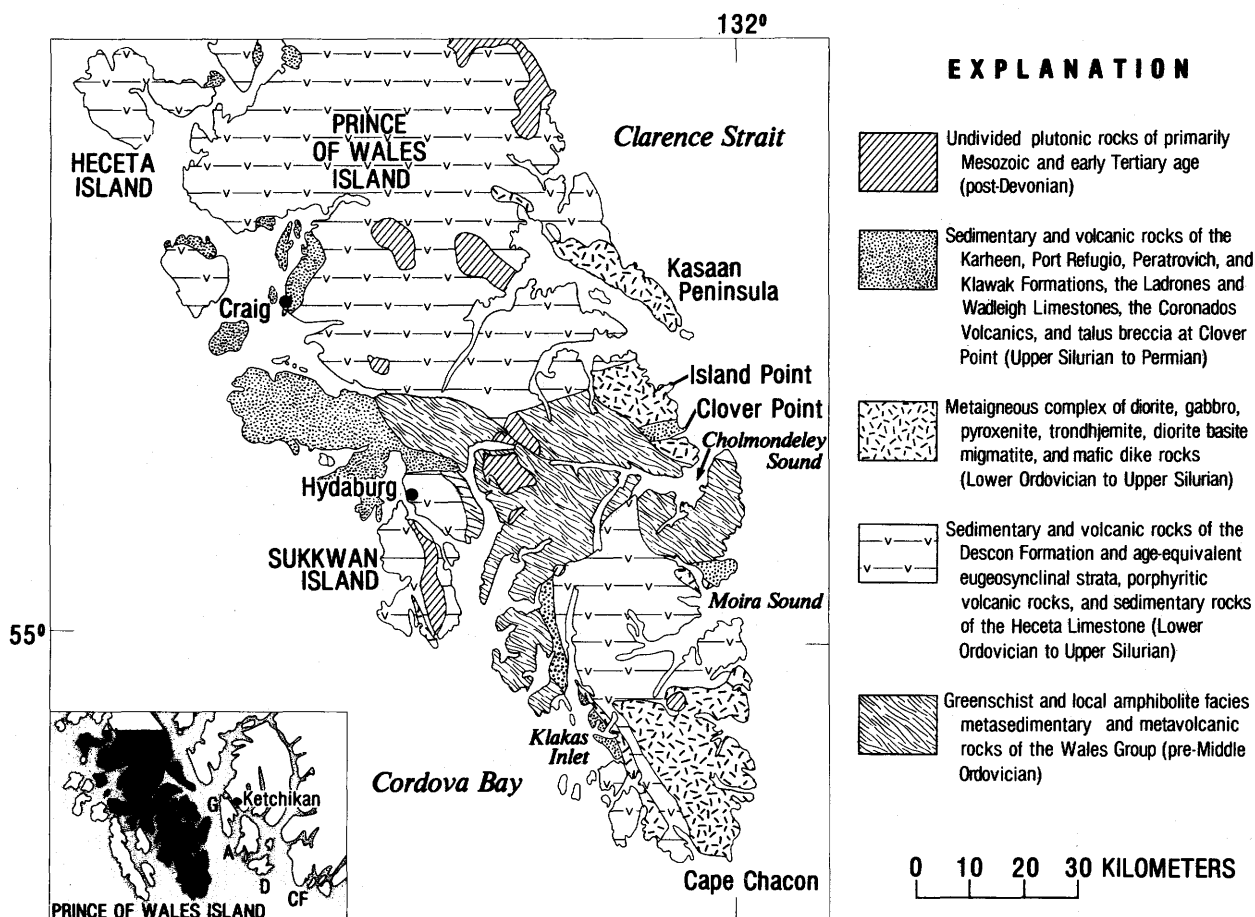 132⁰
PRINCE
OF WALES
ISLAND
Clarence Strait
HECETA
ISLAND
Craig
Kasaan
Peninsula
Island Point
Clover Point
Cholmondeley
Sound
Hydaburg
SUKKWAN
ISLAND
Moira Sound
55⁰
Klakas
Inlet
Cordova Bay
Cape Chacon
G
Ketchikan
A
D
CF
PRINCE OF WALES ISLAND
EXPLANATION
Undivided plutonic rocks of primarily
Mesozoic and early Tertiary age
(post-Devonian)
Sedimentary and volcanic rocks of the
Karheen, Port Refugio, Peratrovich, and
Klawak Formations, the Ladrones and
Wadleigh Limestones, the Coronados
Volcanics, and talus breccia at Clover
Point (Upper Silurian to Permian)
Metaigneous complex of diorite, gabbro,
pyroxenite, trondhjemite, diorite basite
migmatite, and mafic dike rocks
(Lower Ordovician to Upper Silurian)
Sedimentary and volcanic rocks of the
Descon Formation and age-equivalent
eugeosynclinal strata, porphyritic
volcanic rocks, and sedimentary rocks
of the Heceta Limestone (Lower
Ordovician to Upper Silurian)
Greenschist and local amphibolite facies
metasedimentary and metavolcanic
rocks of the Wales Group (pre-Middle
Ordovician)
0 10 20 30 KILOMETERS